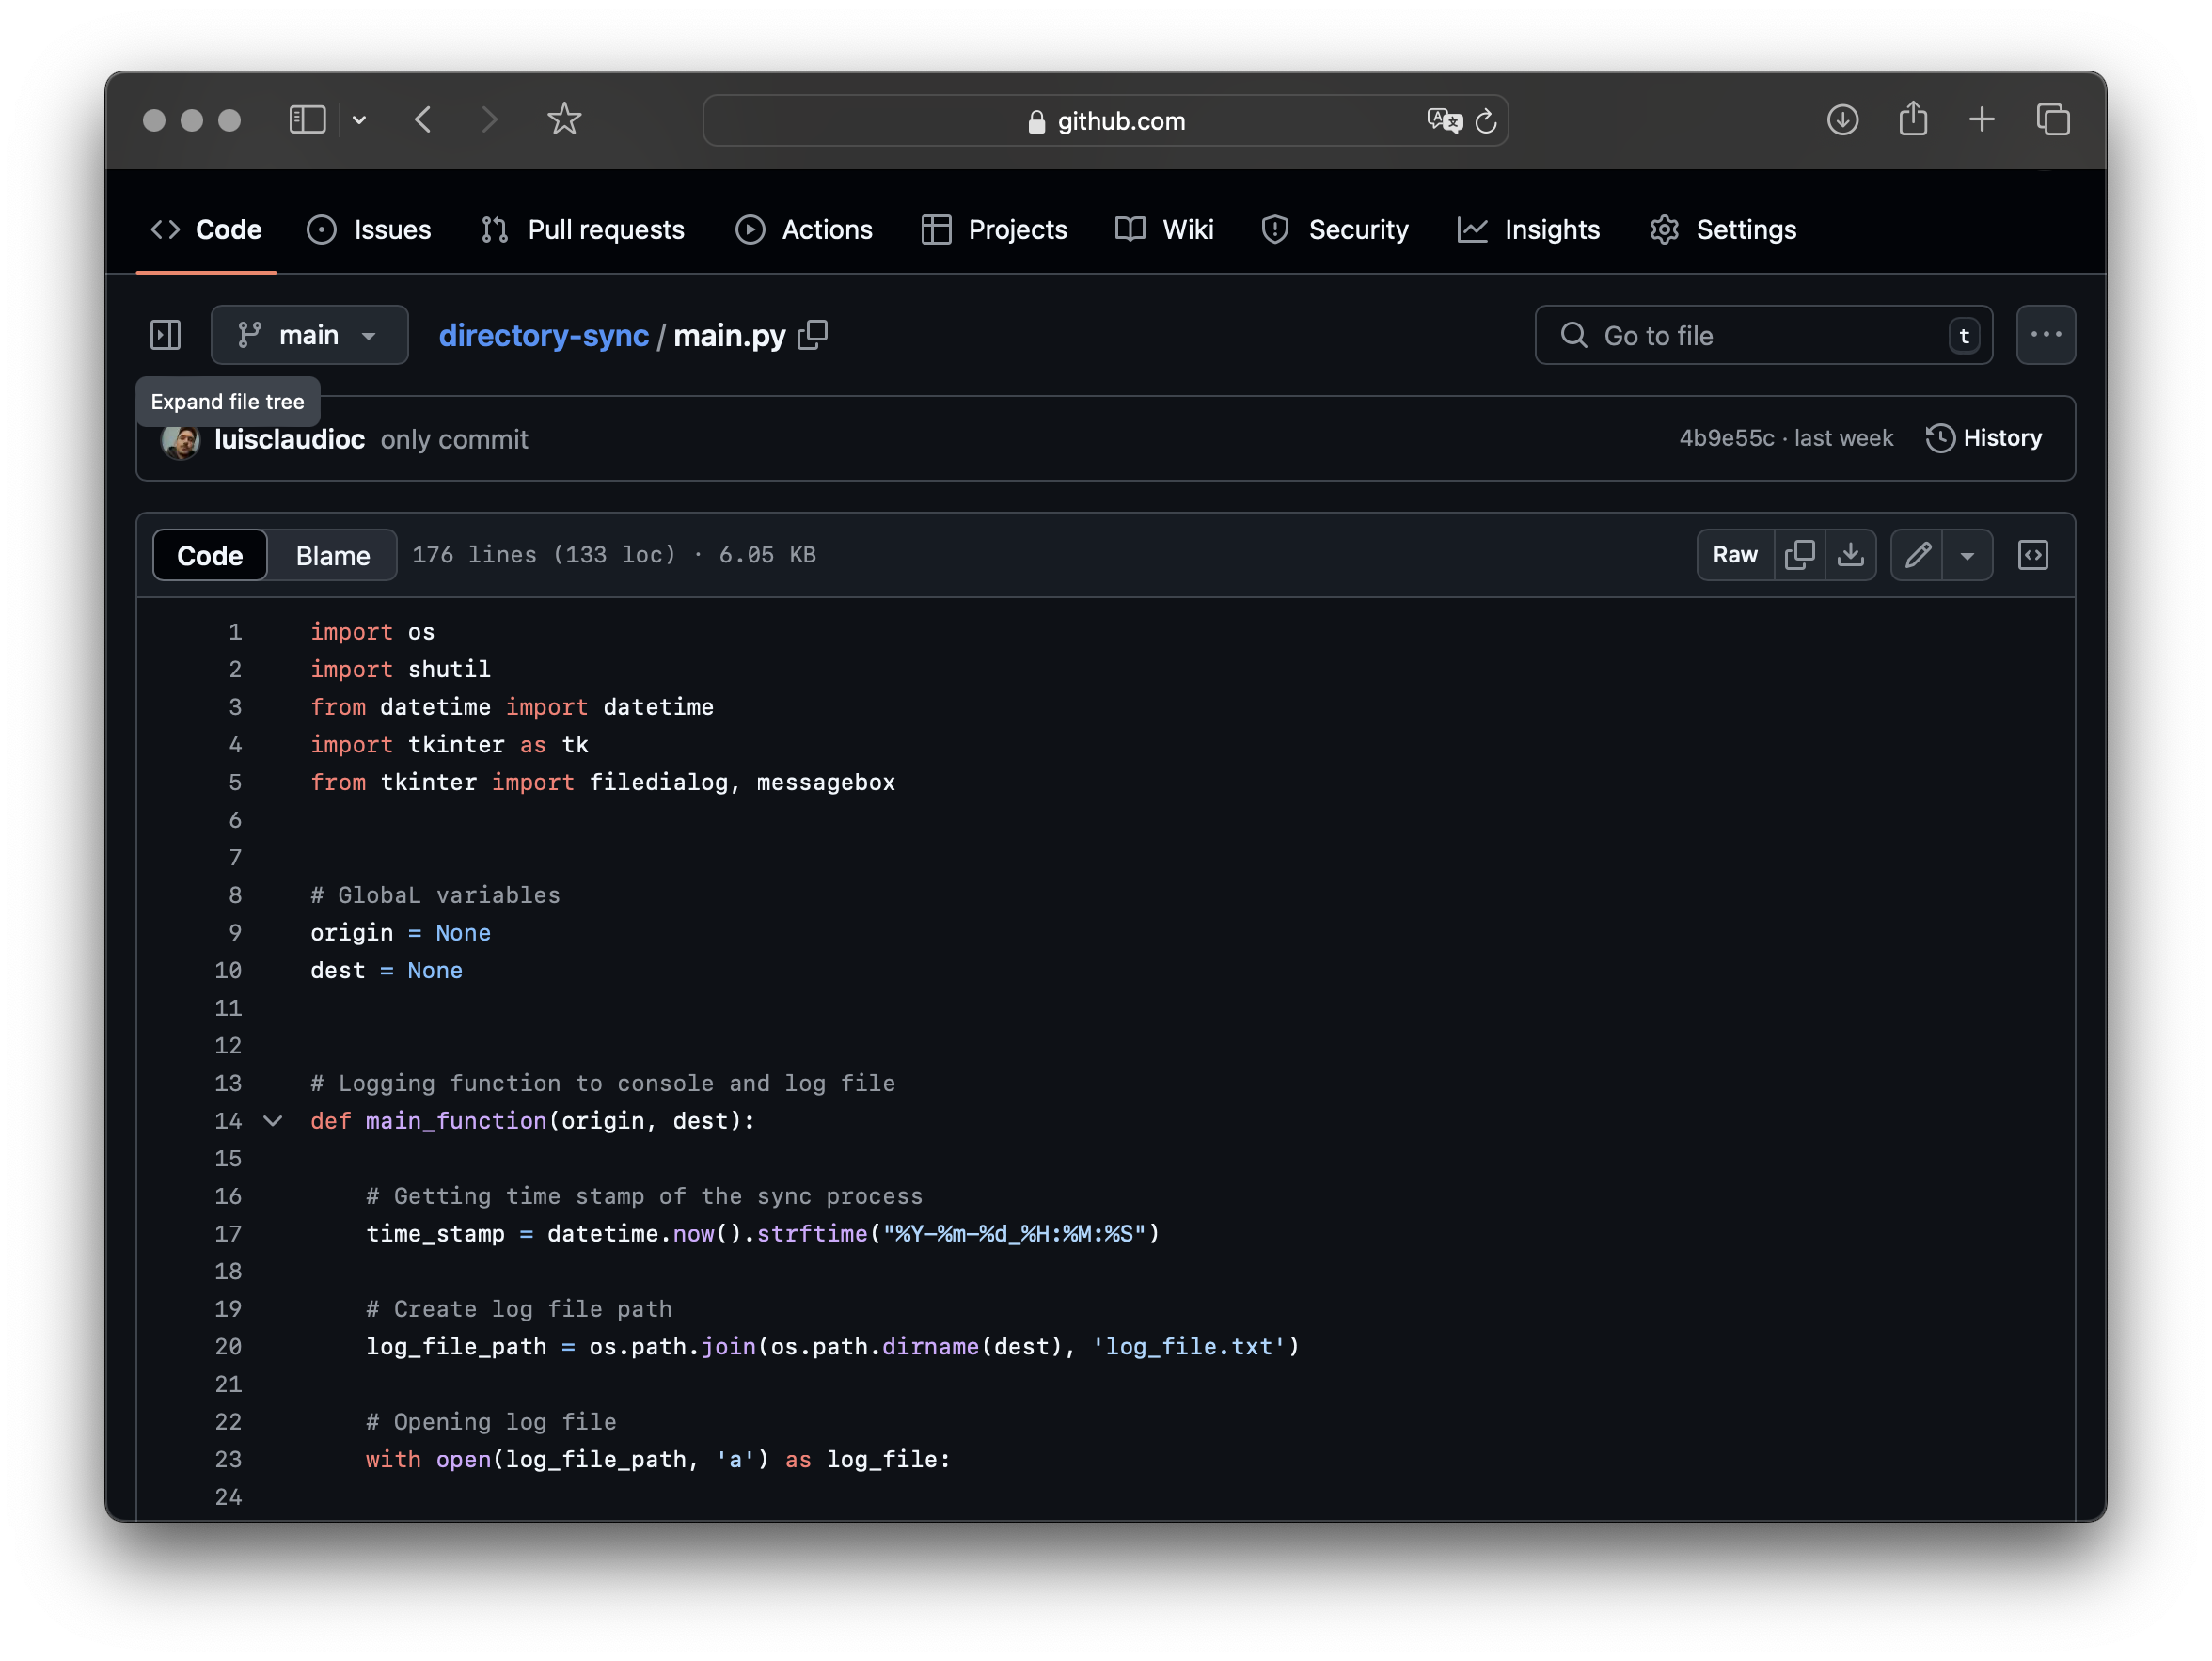 github.com
Code Issues Pull requests Actions Projects Wiki Security Insights Settings
main directory-sync / main.py Go to file t
Expand file tree
luisclaudioc only commit 4b9e55c · last week History
Code Blame 176 lines (133 loc) · 6.05 KB Raw
1 import os
2 import shutil
3 from datetime import datetime
4 import tkinter as tk
5 from tkinter import filedialog, messagebox
6
7
8 # GlobaL variables
9 origin = None
10 dest = None
11
12
13 # Logging function to console and log file
14 def main_function(origin, dest):
15
16 # Getting time stamp of the sync process
17 time_stamp = datetime.now().strftime("%Y-%m-%d_%H:%M:%S")
18
19 # Create log file path
20 log_file_path = os.path.join(os.path.dirname(dest), 'log_file.txt')
21
22 # Opening log file
23 with open(log_file_path, 'a') as log_file:
24